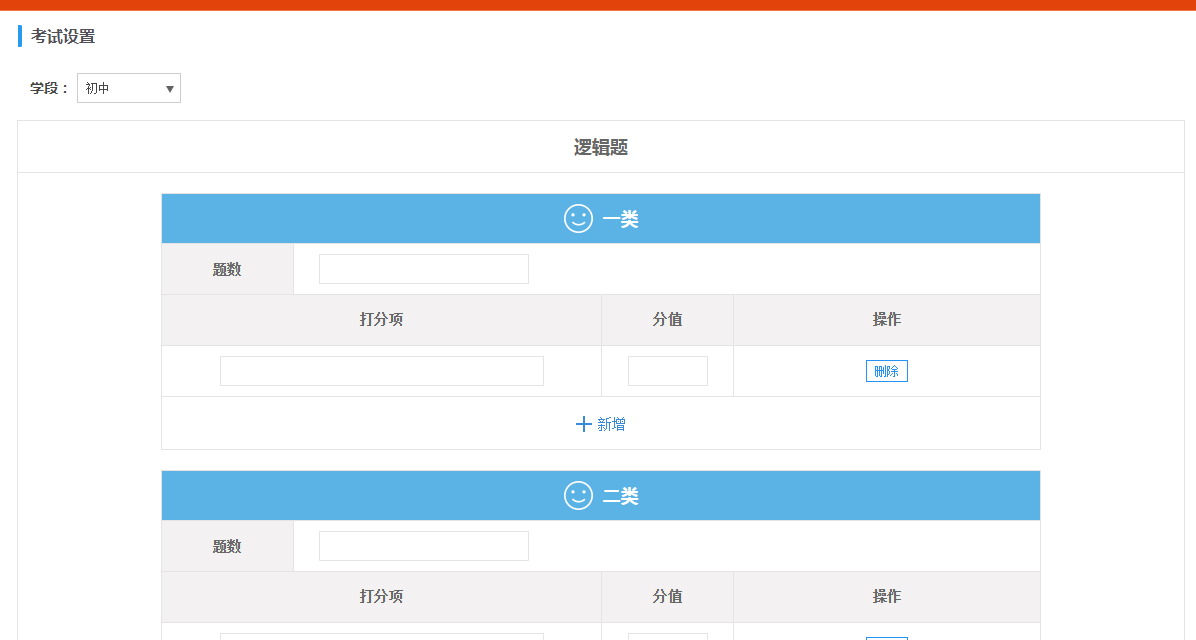 考试设置
学段： 初中
逻辑题
一类
题数
打分项 分值 操作
删除
新增
二类
题数
打分项 分值 操作